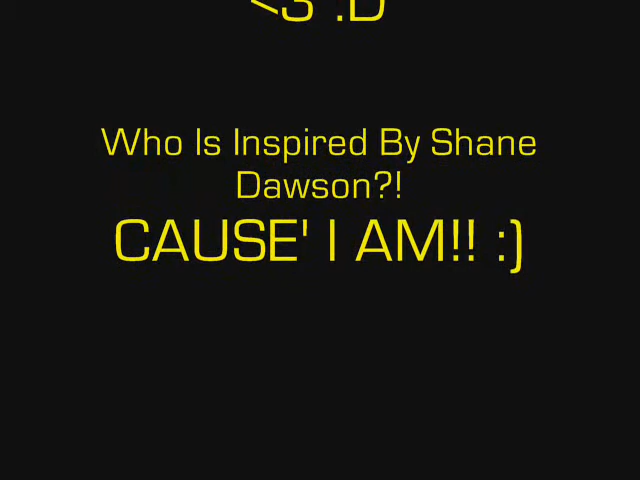 <3 :D
Who Is Inspired By Shane
Dawson?!
CAUSE' I AM!! :)